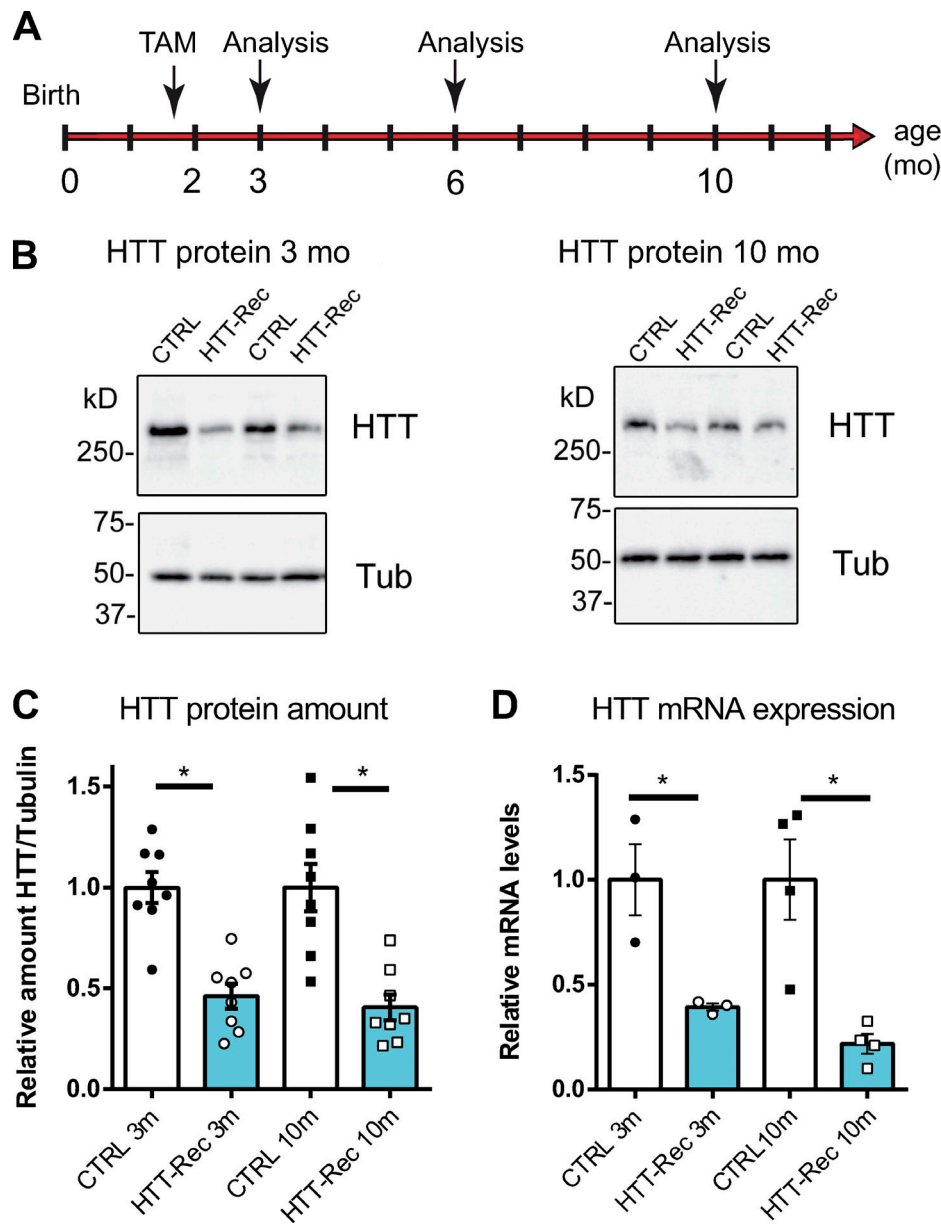 A
TAM Analysis Analysis Analysis
Birth
age
(mo)
0 2 3 6 10
B
HTT protein 3 mo
HTT protein 10 mo
CTRL HTT-Rec CTRL HTT-Rec
CTRL HTT-Rec CTRL HTT-Rec
kD
HTT
250-
75-
50-
Tub
37-
kD
HTT
250-
75-
50-
Tub
37-
C
HTT protein amount
Relative amount HTT/Tubulin
1.5
1.0
0.5
0.0
* *
CTRL 3m
HTT-Rec 3m
CTRL 10m
HTT-Rec 10m
D
HTT mRNA expression
Relative mRNA levels
1.5
1.0
0.5
0.0
* *
CTRL 3m
HTT-Rec 3m
CTRL 10m
HTT-Rec 10m